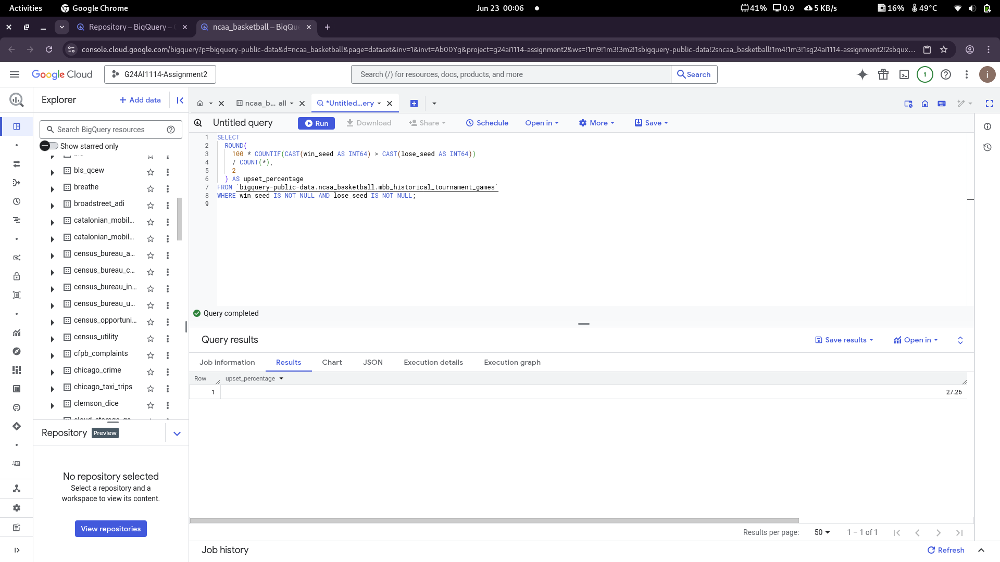 Activities
Google Chrome
Jun 23 00:06
41%
0.9
5 KB/s
16%
49°C
Repository – BigQuery –
ncaa_basketball – BigQue
console.cloud.google.com/bigquery?p=bigquery-public-data&d=ncaa_basketball&page=dataset&inv=1&invt=Ab00Yg&project=g24ai1114-assignment2&ws=!1m9!1m3!3m2!1sbigquery-public-data!2sncaa_basketball!1m4!1m3!1sg24ai1114-assignment2!2sbqux...
Google Cloud
G24AI1114-Assignment2
Search (/) for resources, docs, products, and more
Search
1
i
Explorer
Add data
ncaa_b... all
*Untitled...ery
Search BigQuery resources
Show starred only
bls_qcew
breathe
broadstreet_adi
catalonian_mobil...
catalonian_mobil...
census_bureau_a...
census_bureau_c...
census_bureau_in...
census_bureau_u...
census_opportuni...
census_utility
cfpb_complaints
chicago_crime
chicago_taxi_trips
clemson_dice
Repository
Preview
No repository selected
Select a repository and a
workspace to view its content.
View repositories
Untitled query
Run
Download
Share
Schedule
Open in
More
Save
1 SELECT
2 ROUND(
3 100 * COUNTIF(CAST(win_seed AS INT64) > CAST(lose_seed AS INT64))
4 / COUNT(*),
5 2
6 ) AS upset_percentage
7 FROM `bigquery-public-data.ncaa_basketball.mbb_historical_tournament_games`
8 WHERE win_seed IS NOT NULL AND lose_seed IS NOT NULL;
9
Query completed
Query results
Save results
Open in
Job information
Results
Chart
JSON
Execution details
Execution graph
Row
upset_percentage
1
27.26
Results per page:
50
1 – 1 of 1
Job history
Refresh